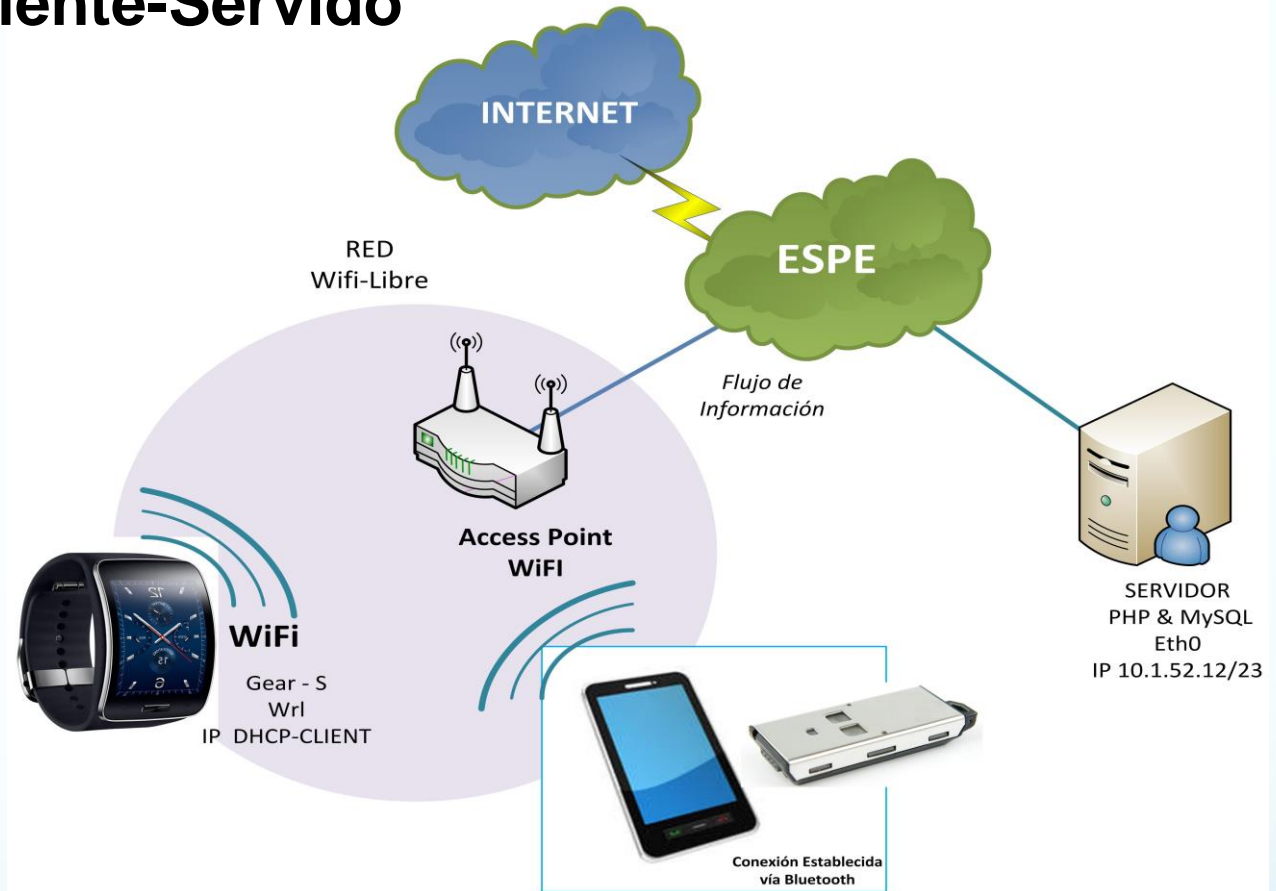 iente-Servido
INTERNET
ESPE
RED
Wifi-Libre
Flujo de
Información
Access Point
WiFI
WiFi
Gear - S
Wrl
IP DHCP-CLIENT
SERVIDOR
PHP & MySQL
Eth0
IP 10.1.52.12/23
Conexión Establecida
vía Bluetooth